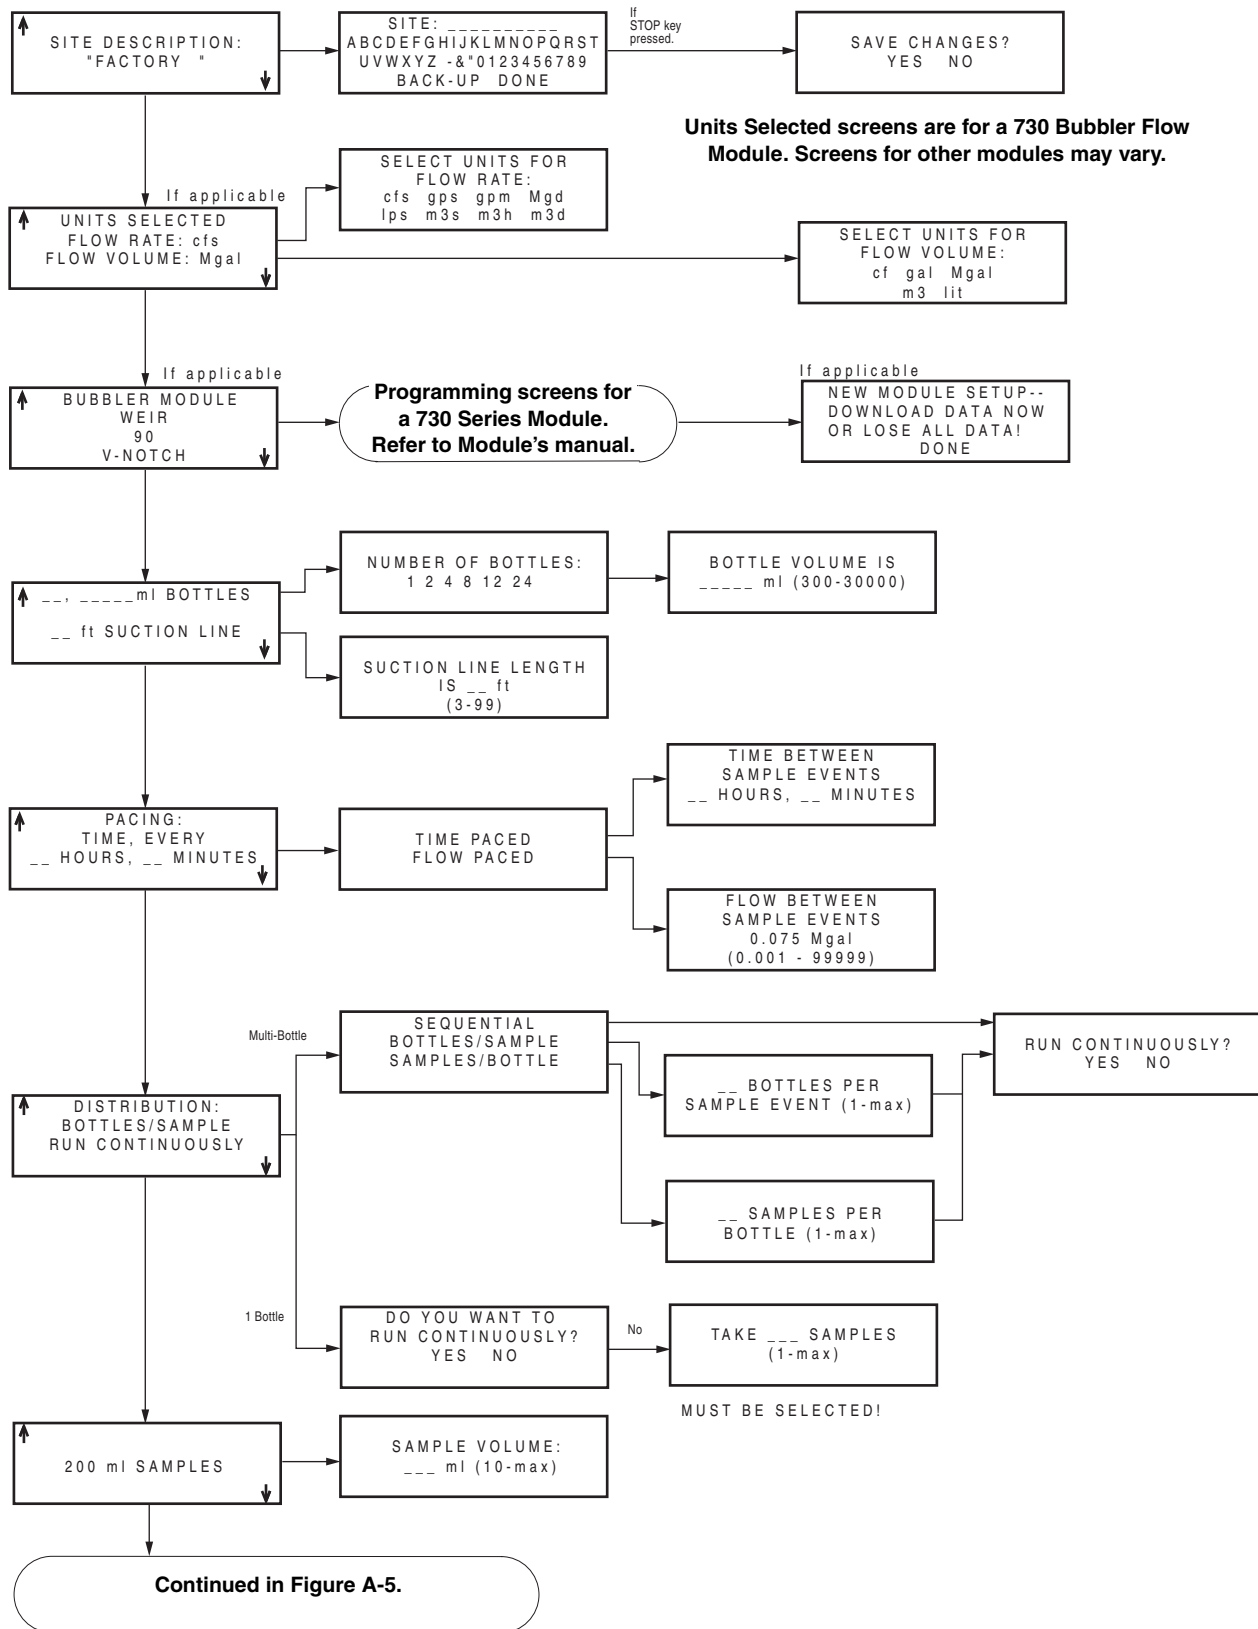 SITE DESCRIPTION:
"FACTORY "
SITE: __________
ABCDEFGHIJKLMNOPQRST
UVWXYZ -&"0123456789
BACK-UP DONE
If
STOP key
pressed.
SAVE CHANGES?
YES NO
Units Selected screens are for a 730 Bubbler Flow
Module. Screens for other modules may vary.
If applicable
UNITS SELECTED
FLOW RATE: cfs
FLOW VOLUME: Mgal
SELECT UNITS FOR
FLOW RATE:
cfs gps gpm Mgd
lps m3s m3h m3d
SELECT UNITS FOR
FLOW VOLUME:
cf gal Mgal
m3 lit
If applicable
BUBBLER MODULE
WEIR
90
V-NOTCH
Programming screens for
a 730 Series Module.
Refer to Module's manual.
If applicable
NEW MODULE SETUP--
DOWNLOAD DATA NOW
OR LOSE ALL DATA!
DONE
__, _____ml BOTTLES
__ ft SUCTION LINE
NUMBER OF BOTTLES:
1 2 4 8 12 24
BOTTLE VOLUME IS
_____ ml (300-30000)
SUCTION LINE LENGTH
IS __ ft
(3-99)
PACING:
TIME, EVERY
__ HOURS, __ MINUTES
TIME PACED
FLOW PACED
TIME BETWEEN
SAMPLE EVENTS
__ HOURS, __ MINUTES
FLOW BETWEEN
SAMPLE EVENTS
0.075 Mgal
(0.001 - 99999)
DISTRIBUTION:
BOTTLES/SAMPLE
RUN CONTINUOUSLY
Multi-Bottle
SEQUENTIAL
BOTTLES/SAMPLE
SAMPLES/BOTTLE
__ BOTTLES PER
SAMPLE EVENT (1-max)
__ SAMPLES PER
BOTTLE (1-max)
RUN CONTINUOUSLY?
YES NO
1 Bottle
DO YOU WANT TO
RUN CONTINUOUSLY?
YES NO
No
TAKE ___ SAMPLES
(1-max)
MUST BE SELECTED!
200 ml SAMPLES
SAMPLE VOLUME:
___ ml (10-max)
Continued in Figure A-5.